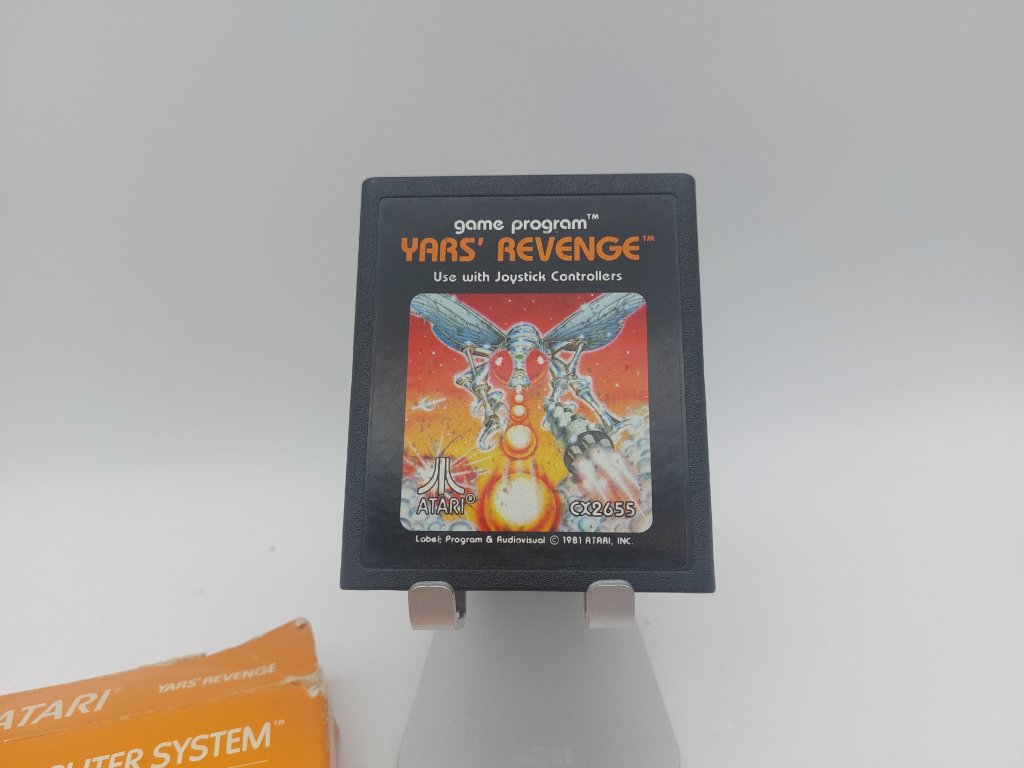 game program™
YARS' REVENGE™
Use with Joystick Controllers
ATARI®
CX2655
Label, Program & Audiovisual © 1981 ATARI, INC.
ATARI® YARS' REVENGE
PUTER SYSTEM™